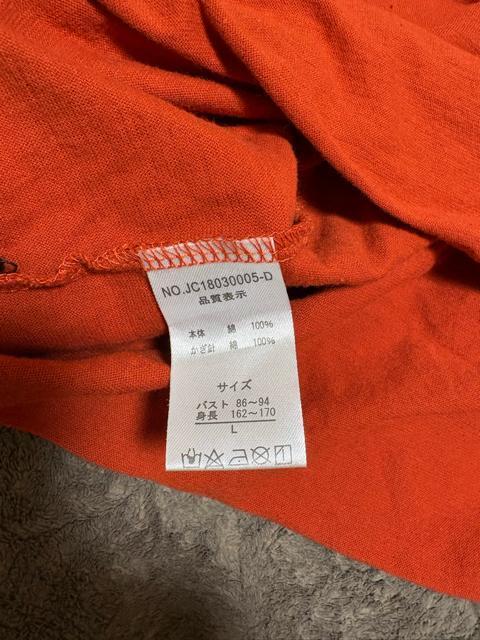 NO.JC18030005-D
品質表示
本体 綿 100%
かぎ針 綿 100%
サイズ
バスト 86～94
身長 162～170
L